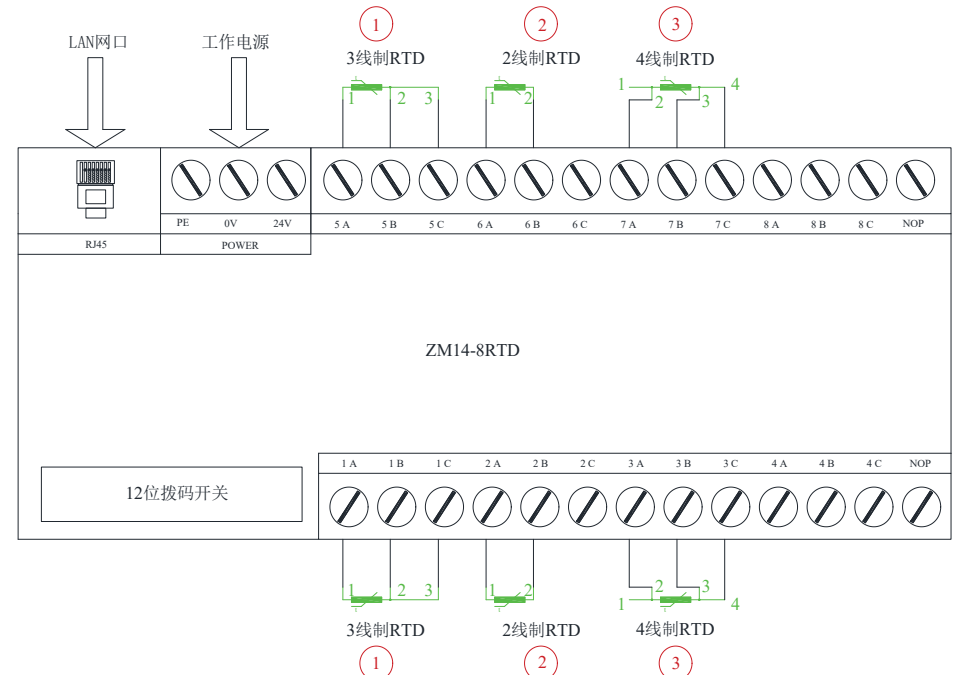 1 2 3
LAN网口 工作电源 3线制RTD 2线制RTD 4线制RTD
1 2 3 1 2 1 2 3 4
PE 0V 24V 5 A 5 B 5 C 6 A 6 B 6 C 7 A 7 B 7 C 8 A 8 B 8 C NOP
RJ45 POWER
ZM14-8RTD
1 A 1 B 1 C 2 A 2 B 2 C 3 A 3 B 3 C 4 A 4 B 4 C NOP
12位拨码开关
1 2 3 1 2 1 2 3 4
3线制RTD 2线制RTD 4线制RTD
1 2 3